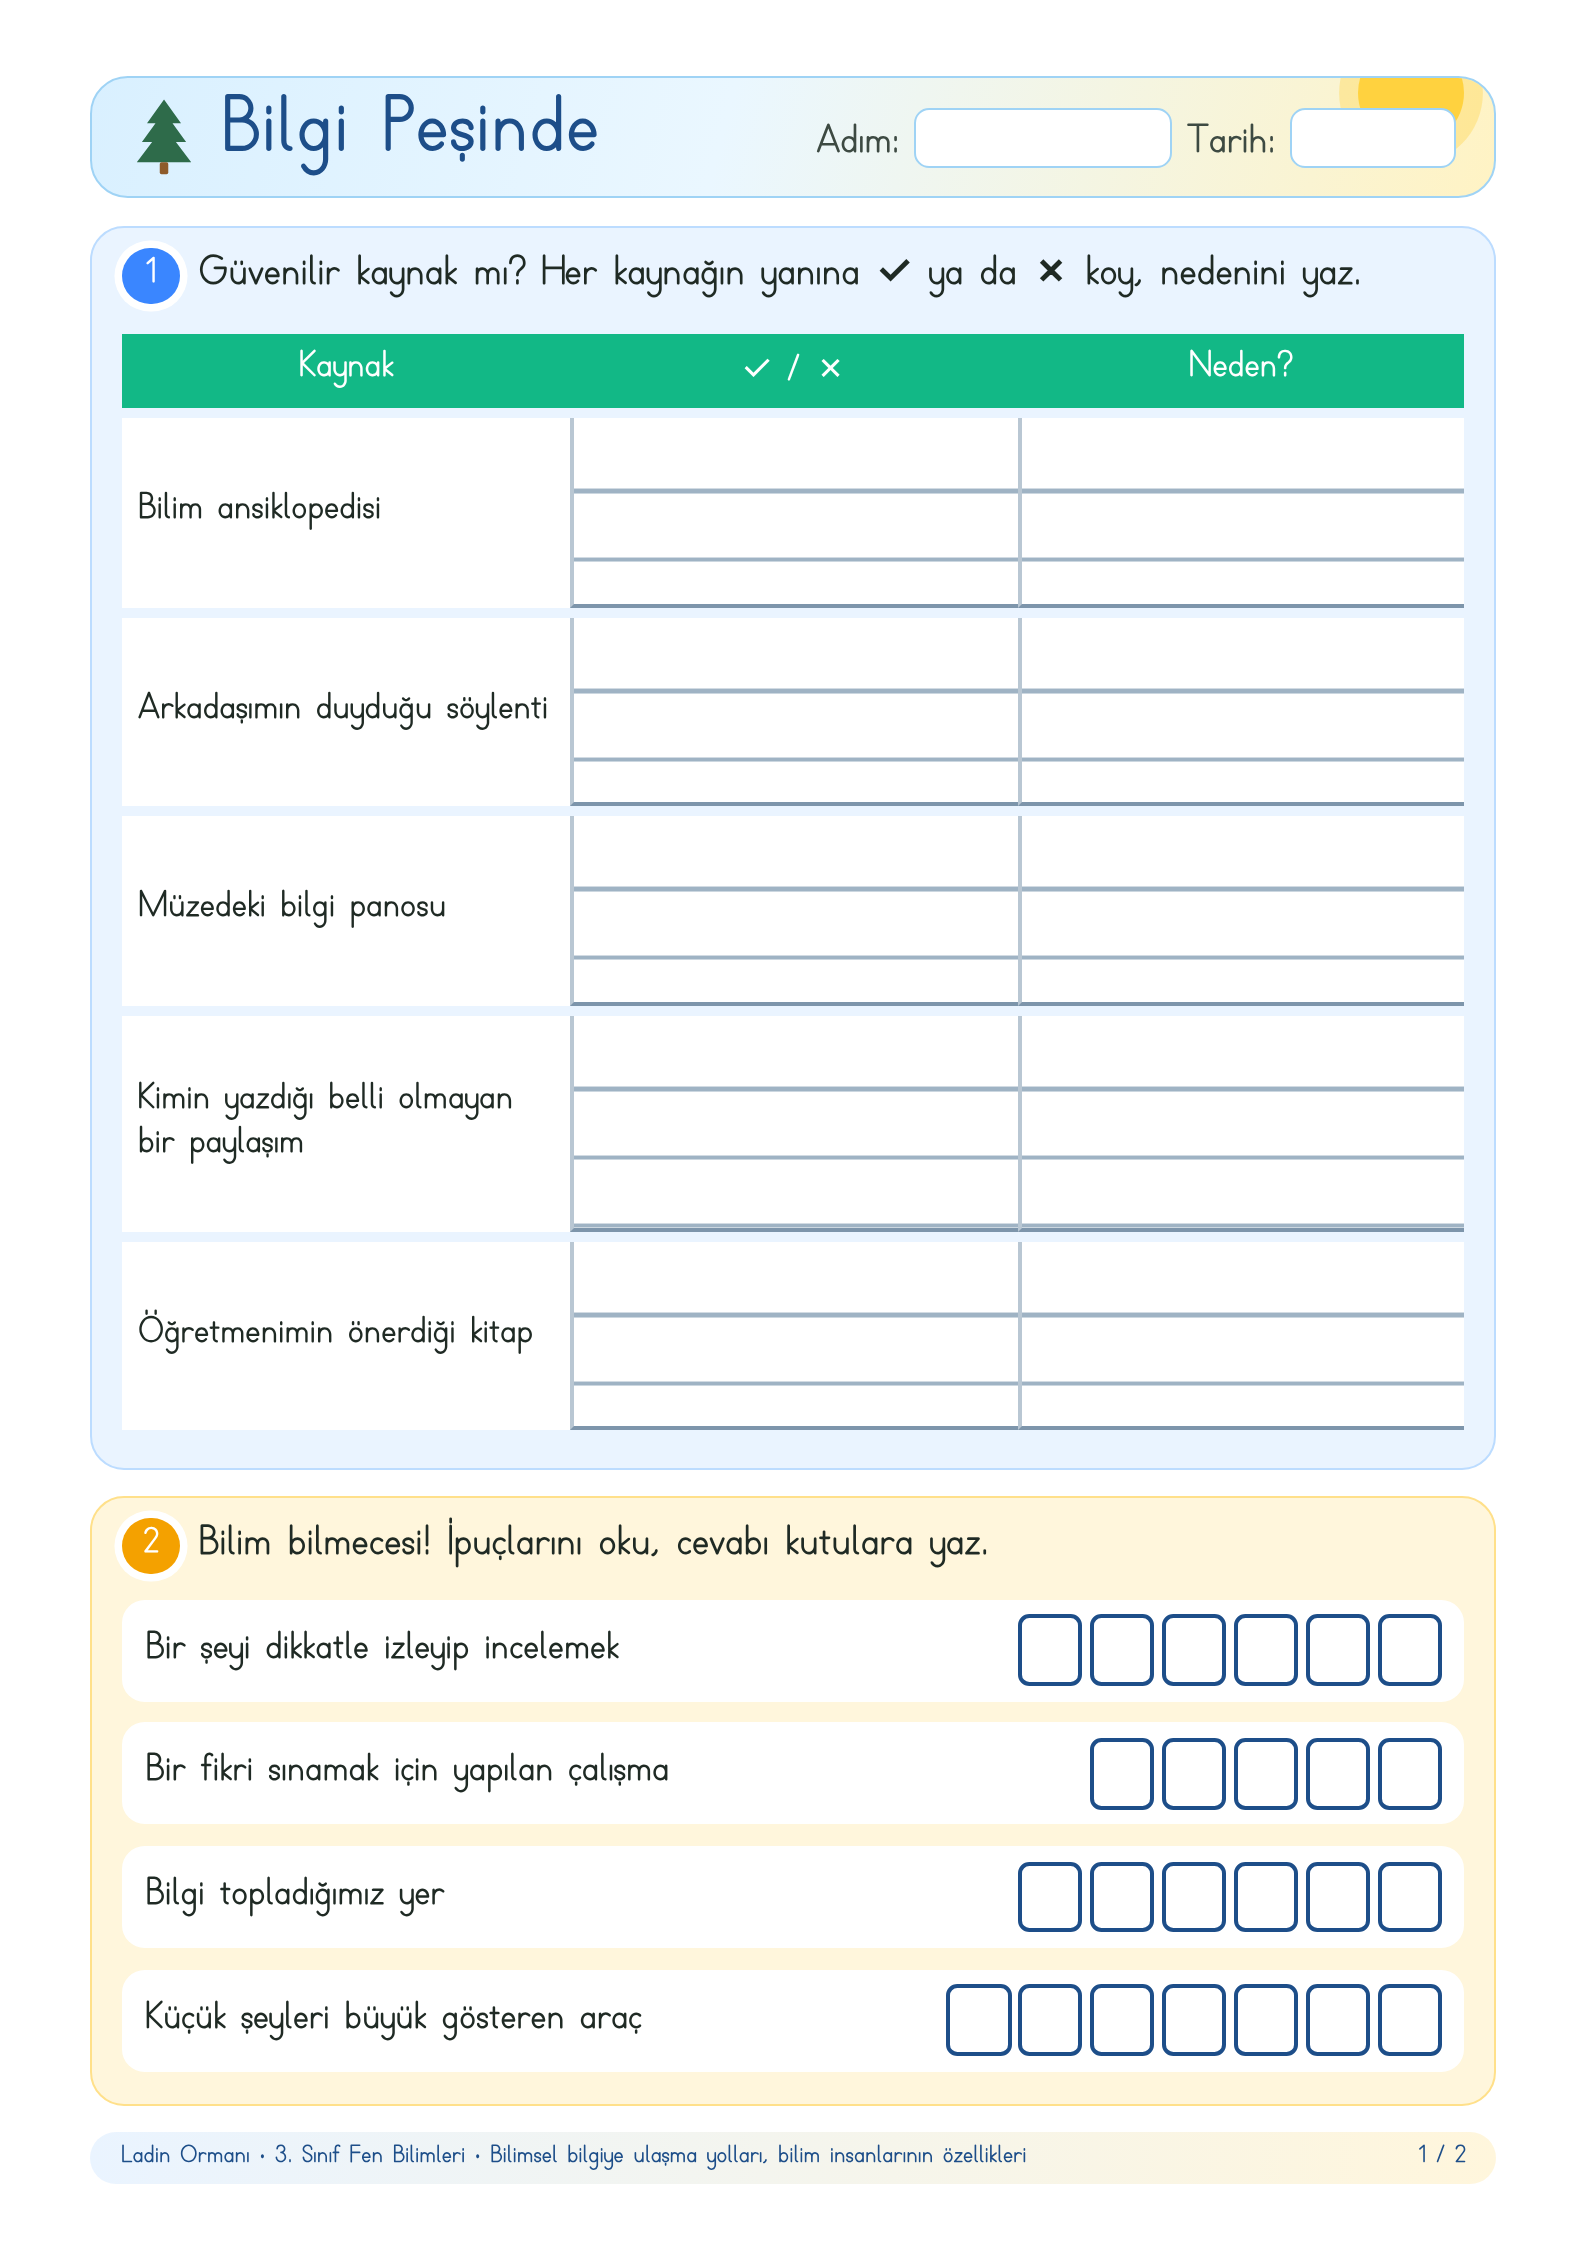 Bilgi Peşinde
Adım:
Tarih:
1 Güvenilir kaynak mı? Her kaynağın yanına ✓ ya da ✕ koy, nedenini yaz.
Kaynak ✓ / ✕ Neden?
Bilim ansiklopedisi
Arkadaşımın duyduğu söylenti
Müzedeki bilgi panosu
Kimin yazdığı belli olmayan
bir paylaşım
Öğretmenimin önerdiği kitap
2 Bilim bilmecesi! İpuçlarını oku, cevabı kutulara yaz.
Bir şeyi dikkatle izleyip incelemek
Bir fikri sınamak için yapılan çalışma
Bilgi topladığımız yer
Küçük şeyleri büyük gösteren araç
Ladin Ormanı • 3. Sınıf Fen Bilimleri • Bilimsel bilgiye ulaşma yolları, bilim insanlarının özellikleri
1 / 2